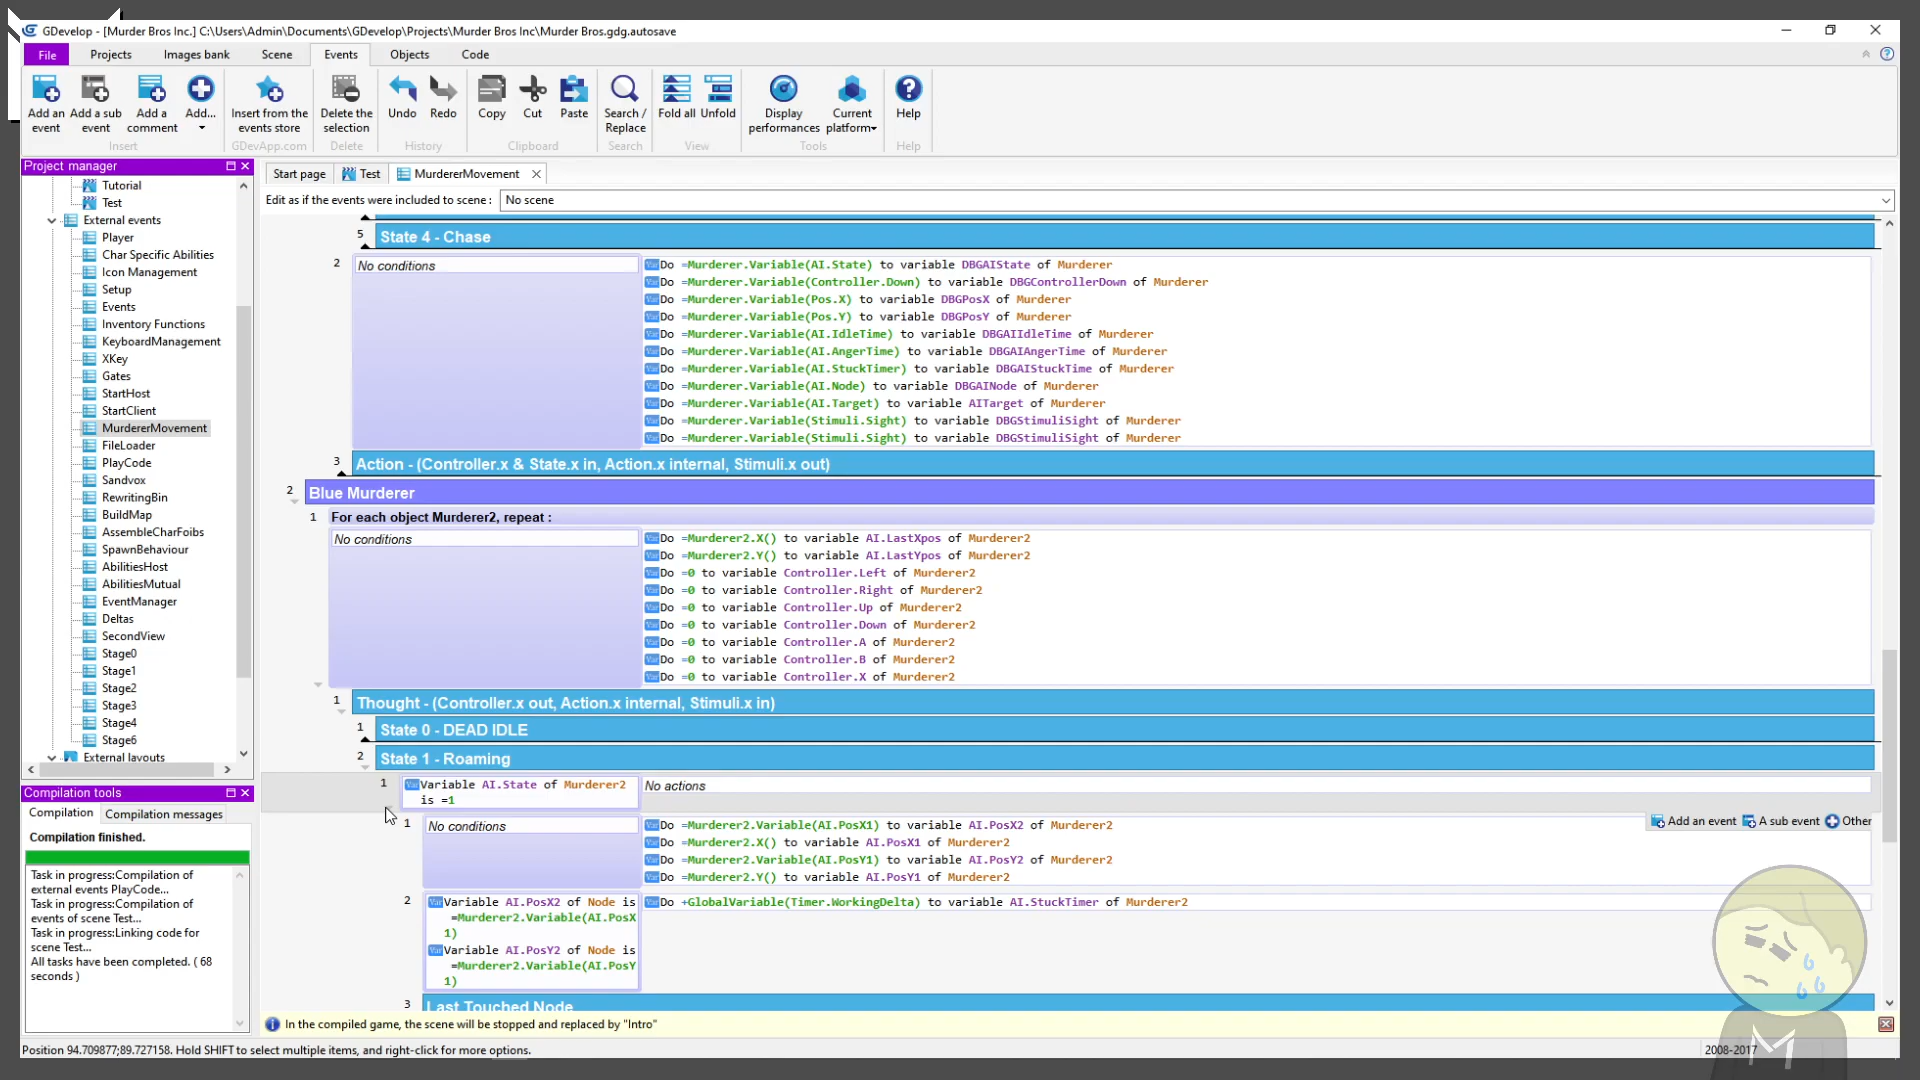 GDevelop - [Murder Bros Inc.] C:\Users\Admin\Documents\GDevelop\Projects\Murder Bros Inc\Murder Bros.gdg.autosave
File Projects Images bank Scene Events Objects Code
Add an event
Add a sub event
Add a comment
Add...
Insert
Insert from the events store
GDevApp.com
Delete the selection
Delete
Undo
Redo
History
Copy
Cut
Paste
Clipboard
Search / Replace
Search
Fold all
Unfold
View
Display performances
Current platform
Tools
Help
Help
Project manager
Tutorial
Test
External events
Player
Char Specific Abilities
Icon Management
Setup
Events
Inventory Functions
KeyboardManagement
XKey
Gates
StartHost
StartClient
MurdererMovement
FileLoader
PlayCode
Sandvox
RewritingBin
BuildMap
AssembleCharFoibs
SpawnBehaviour
AbilitiesHost
AbilitiesMutual
EventManager
Deltas
SecondView
Stage0
Stage1
Stage2
Stage3
Stage4
Stage6
External layouts
Compilation tools
Compilation Compilation messages
Compilation finished.
Task in progress:Compilation of
external events PlayCode...
Task in progress:Compilation of
events of scene Test...
Task in progress:Linking code for
scene Test...
All tasks have been completed. ( 68
seconds )
Start page Test MurdererMovement
Edit as if the events were included to scene : No scene
5 State 4 - Chase
2 No conditions
Do =Murderer.Variable(AI.State) to variable DBGAIState of Murderer
Do =Murderer.Variable(Controller.Down) to variable DBGControllerDown of Murderer
Do =Murderer.Variable(Pos.X) to variable DBGPosX of Murderer
Do =Murderer.Variable(Pos.Y) to variable DBGPosY of Murderer
Do =Murderer.Variable(AI.IdleTime) to variable DBGAIIdleTime of Murderer
Do =Murderer.Variable(AI.AngerTime) to variable DBGAIAngerTime of Murderer
Do =Murderer.Variable(AI.StuckTimer) to variable DBGAIStuckTime of Murderer
Do =Murderer.Variable(AI.Node) to variable DBGAINode of Murderer
Do =Murderer.Variable(AI.Target) to variable AITarget of Murderer
Do =Murderer.Variable(Stimuli.Sight) to variable DBGStimuliSight of Murderer
Do =Murderer.Variable(Stimuli.Sight) to variable DBGStimuliSight of Murderer
3 Action - (Controller.x & State.x in, Action.x internal, Stimuli.x out)
2 Blue Murderer
1 For each object Murderer2, repeat :
No conditions
Do =Murderer2.X() to variable AI.LastXpos of Murderer2
Do =Murderer2.Y() to variable AI.LastYpos of Murderer2
Do =0 to variable Controller.Left of Murderer2
Do =0 to variable Controller.Right of Murderer2
Do =0 to variable Controller.Up of Murderer2
Do =0 to variable Controller.Down of Murderer2
Do =0 to variable Controller.A of Murderer2
Do =0 to variable Controller.B of Murderer2
Do =0 to variable Controller.X of Murderer2
1 Thought - (Controller.x out, Action.x internal, Stimuli.x in)
1 State 0 - DEAD IDLE
2 State 1 - Roaming
1 Variable AI.State of Murderer2
is =1
No actions
Add an event A sub event Other
1 No conditions
Do =Murderer2.Variable(AI.PosX1) to variable AI.PosX2 of Murderer2
Do =Murderer2.X() to variable AI.PosX1 of Murderer2
Do =Murderer2.Variable(AI.PosY1) to variable AI.PosY2 of Murderer2
Do =Murderer2.Y() to variable AI.PosY1 of Murderer2
2 Variable AI.PosX2 of Node is
=Murderer2.Variable(AI.PosX
1)
Variable AI.PosY2 of Node is
=Murderer2.Variable(AI.PosY
1)
Do +GlobalVariable(Timer.WorkingDelta) to variable AI.StuckTimer of Murderer2
3 Last Touched Node
In the compiled game, the scene will be stopped and replaced by "Intro"
Position 94.709877;89.727158. Hold SHIFT to select multiple items, and right-click for more options.
2008-2017